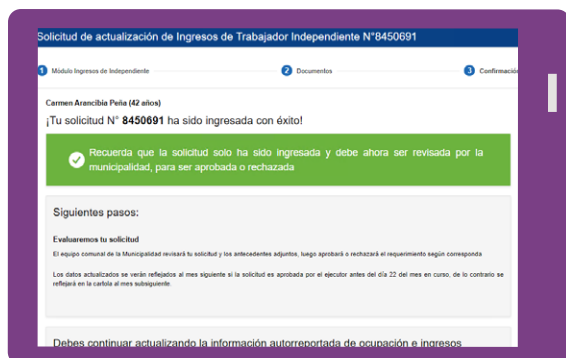 Solicitud de actualización de Ingresos de Trabajador Independiente N°8450691
1 Módulo Ingresos de Independiente 2 Documentos 3 Confirmación
Carmen Arancibia Peña (42 años)
¡Tu solicitud N° 8450691 ha sido ingresada con éxito!
Recuerda que la solicitud solo ha sido ingresada y debe ahora ser revisada por la
municipalidad, para ser aprobada o rechazada
Siguientes pasos:
Evaluaremos tu solicitud
El equipo comunal de la Municipalidad revisará tu solicitud y los antecedentes adjuntos, luego aprobará o rechazará el requerimiento según corresponda
Los datos actualizados se verán reflejados al mes siguiente si la solicitud es aprobada por el ejecutor antes del día 22 del mes en curso, de lo contrario se
reflejará en la cartola al mes subsiguiente.
Debes continuar actualizando la información autorreportada de ocupación e ingresos